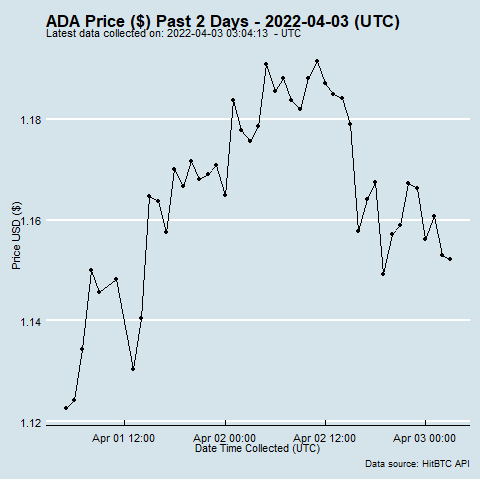 ADA Price ($) Past 2 Days - 2022-04-03 (UTC)
Latest data collected on: 2022-04-03 03:04:13 - UTC
1.18
1.16
1.14
1.12
Price USD ($)
Apr 01 12:00
Apr 02 00:00
Apr 02 12:00
Apr 03 00:00
Date Time Collected (UTC)
Data source: HitBTC API